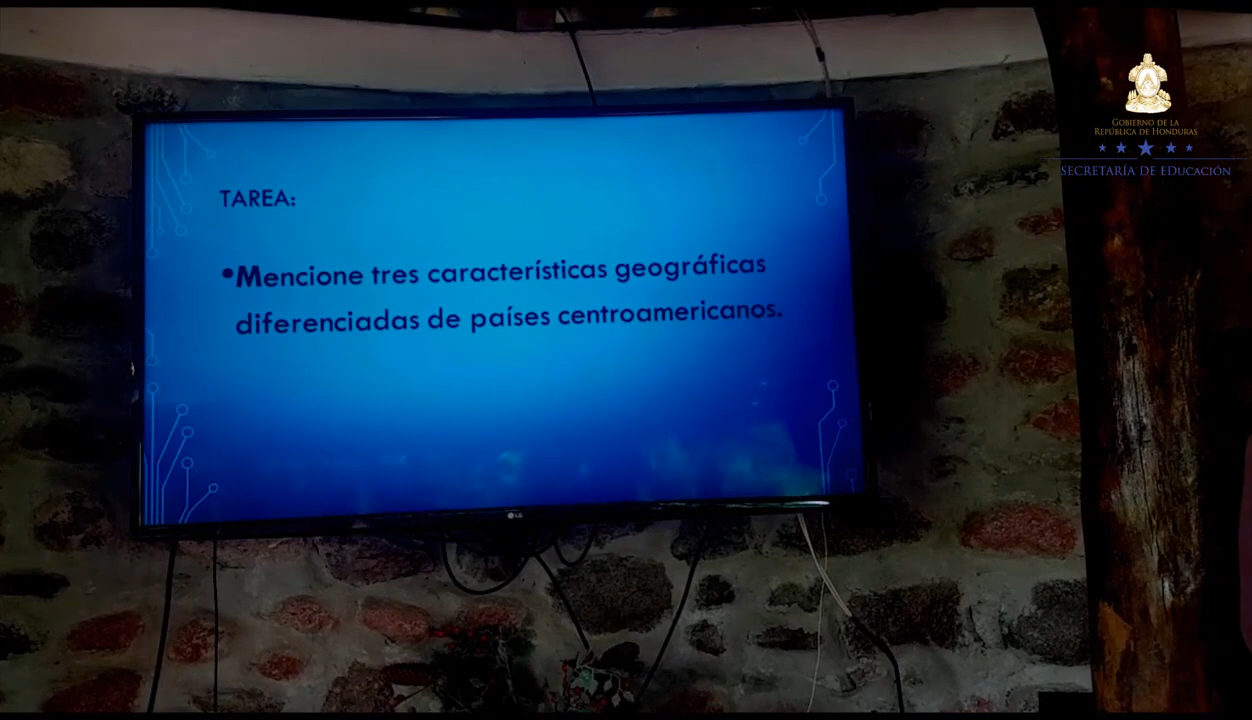 GOBIERNO DE LA
REPÚBLICA DE HONDURAS
SECRETARÍA DE EDUCACIÓN
TAREA:
•Mencione tres características geográficas
diferenciadas de países centroamericanos.
LG